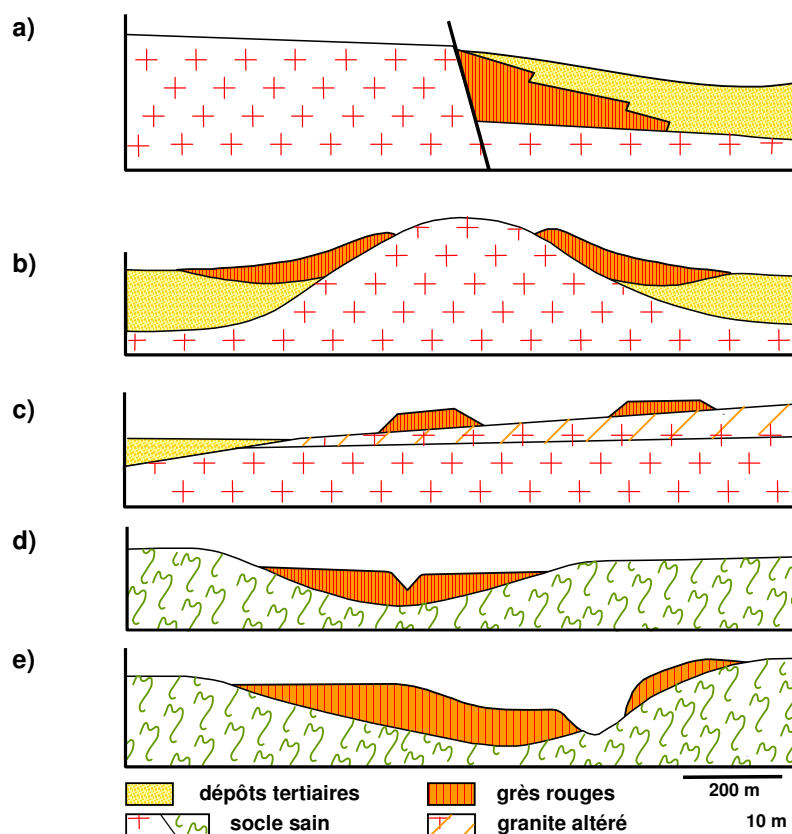 a)
b)
c)
d)
e)
dépôts tertiaires
grès rouges
200 m
socle sain
granite altéré
10 m